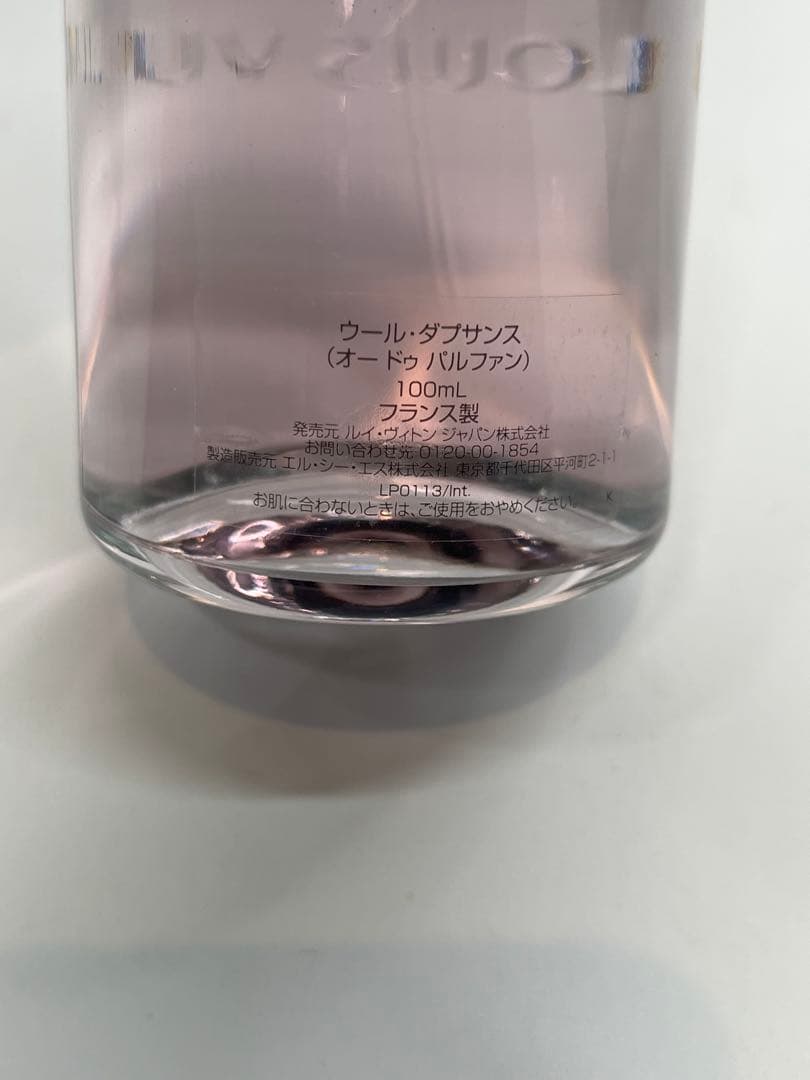 LOUIS VU
ウール・ダプサンス
(オー ドゥ パルファン)
100mL
フランス製
発売元 ルイ・ヴィトン ジャパン株式会社
お問い合わせ先 0120-00-1854
製造販売元 エル・シー・エス株式会社 東京都千代田区平河町2-1-1
LP0113/Int.
お肌に合わないときは、ご使用をおやめください。 K